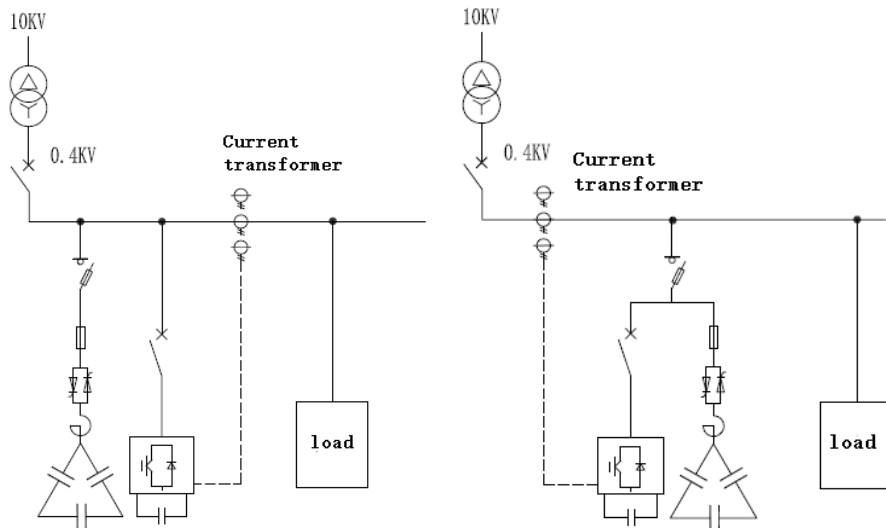 10KV
0.4KV
Current
transformer
load
10KV
0.4KV
Current
transformer
load